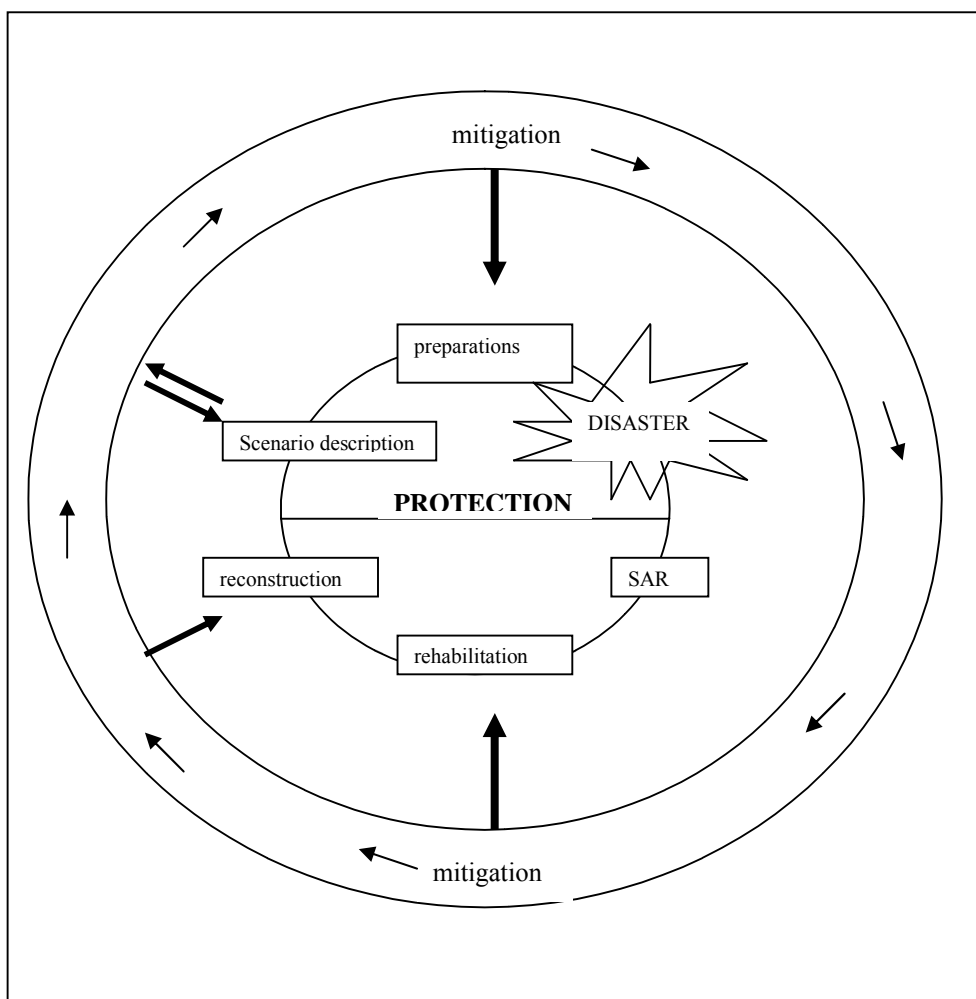 mitigation
preparations
DISASTER
Scenario description
PROTECTION
reconstruction
SAR
rehabilitation
mitigation